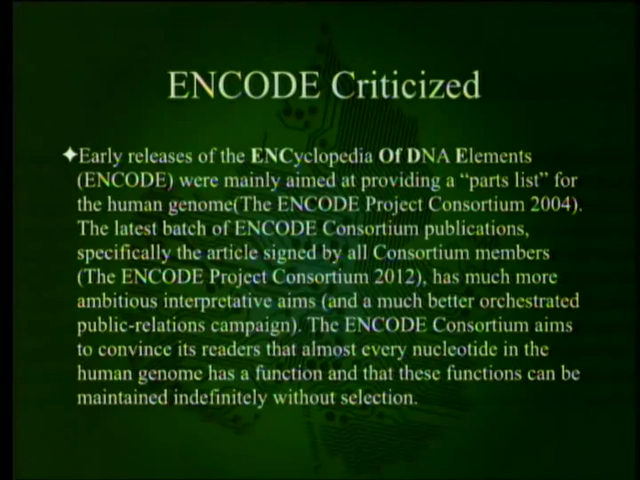 ENCODE Criticized
✦Early releases of the ENCyclopedia Of DNA Elements
(ENCODE) were mainly aimed at providing a “parts list” for
the human genome(The ENCODE Project Consortium 2004).
The latest batch of ENCODE Consortium publications,
specifically the article signed by all Consortium members
(The ENCODE Project Consortium 2012), has much more
ambitious interpretative aims (and a much better orchestrated
public-relations campaign). The ENCODE Consortium aims
to convince its readers that almost every nucleotide in the
human genome has a function and that these functions can be
maintained indefinitely without selection.